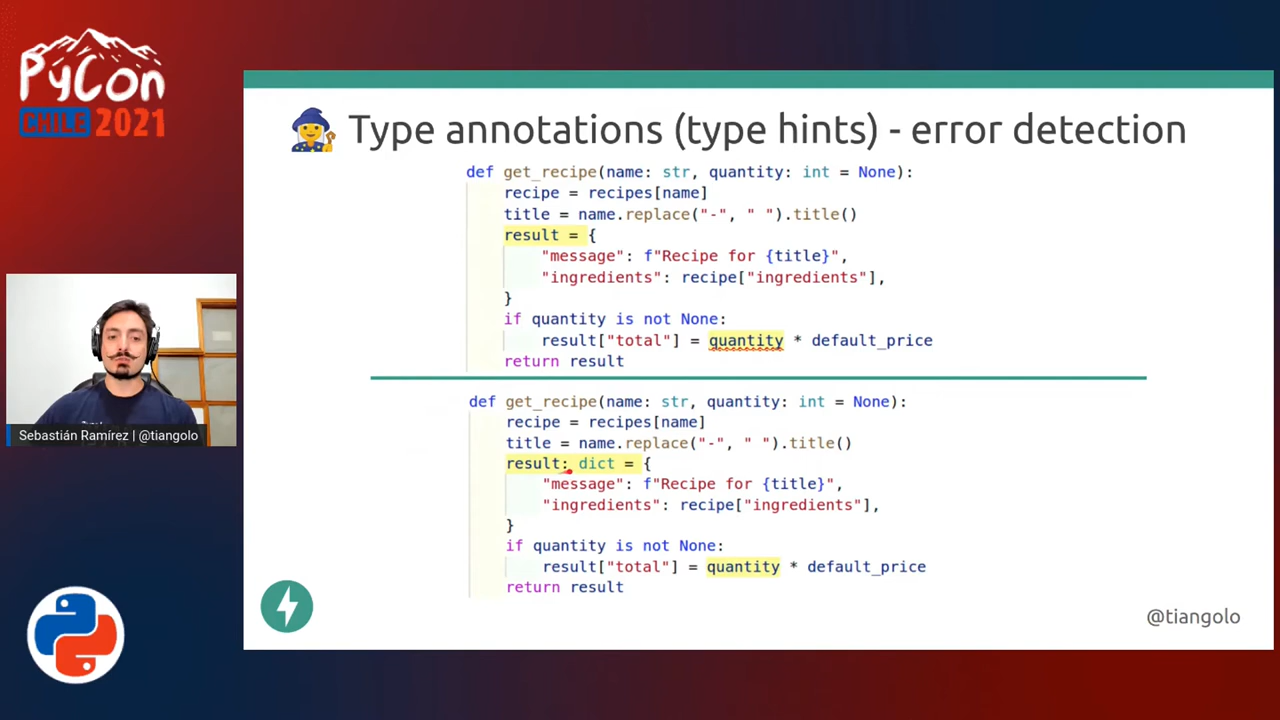 PyCon
CHILE 2021
Type annotations (type hints) - error detection
def get_recipe(name: str, quantity: int = None):
    recipe = recipes[name]
    title = name.replace("-", " ").title()
    result = {
        "message": f"Recipe for {title}",
        "ingredients": recipe["ingredients"],
    }
    if quantity is not None:
        result["total"] = quantity * default_price
    return result
def get_recipe(name: str, quantity: int = None):
    recipe = recipes[name]
    title = name.replace("-", " ").title()
    result: dict = {
        "message": f"Recipe for {title}",
        "ingredients": recipe["ingredients"],
    }
    if quantity is not None:
        result["total"] = quantity * default_price
    return result
Sebastián Ramírez | @tiangolo
@tiangolo